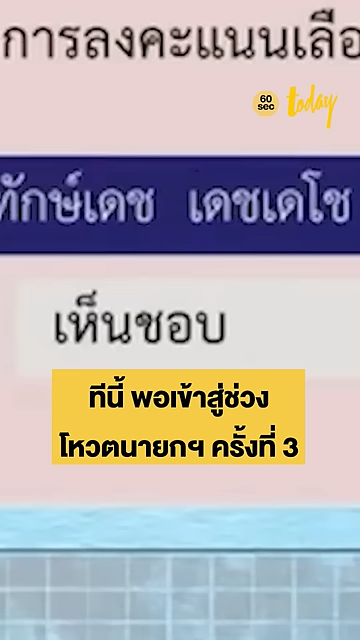 การลงคะแนนเลือ
60
sec
today
ทักษ์เดช เดชเดโช
เห็นชอบ
ทีนี้ พอเข้าสู่ช่วง
โหวตนายกฯ ครั้งที่ 3